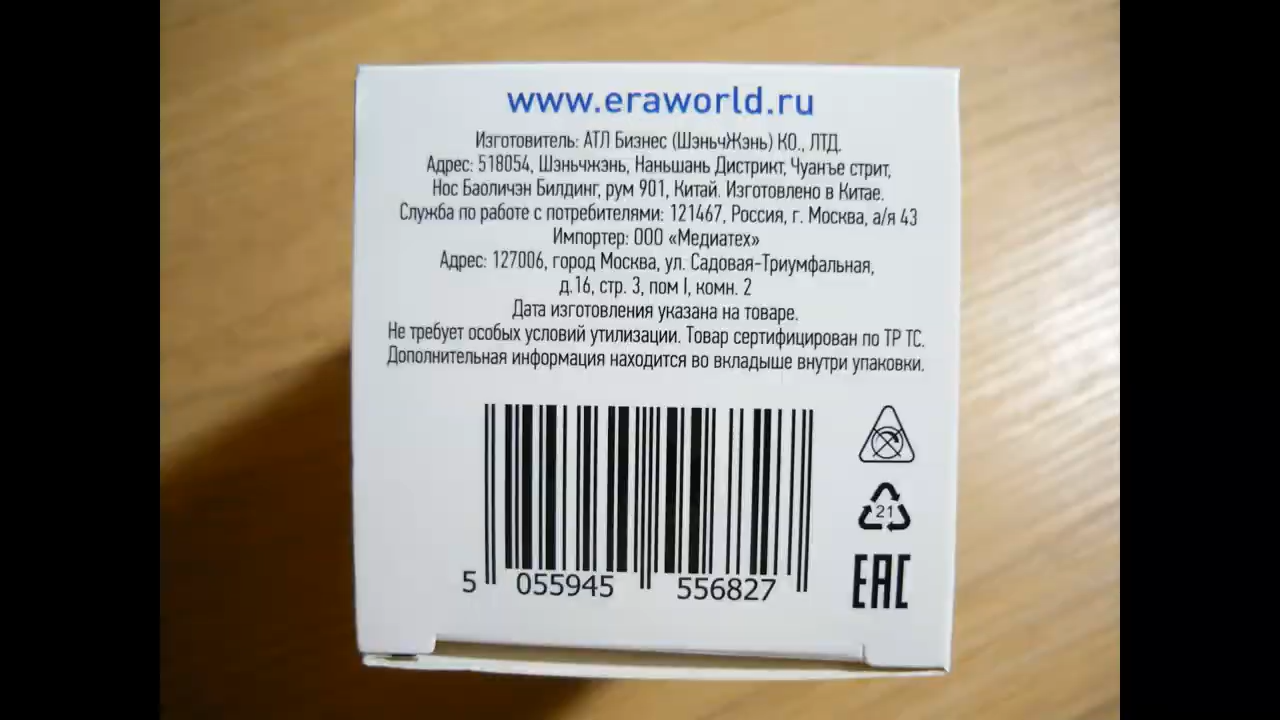 www.eraworld.ru
Изготовитель: АТЛ Бизнес (ШэньчЖэнь) КО., ЛТД.
Адрес: 518054, Шэньчжэнь, Наньшань Дистрикт, Чуанъе стрит,
Нос Баоличэн Билдинг, рум 901, Китай. Изготовлено в Китае.
Служба по работе с потребителями: 121467, Россия, г. Москва, а/я 43
Импортер: ООО «Медиатех»
Адрес: 127006, город Москва, ул. Садовая-Триумфальная,
д.16, стр. 3, пом I, комн. 2
Дата изготовления указана на товаре.
Не требует особых условий утилизации. Товар сертифицирован по ТР ТС.
Дополнительная информация находится во вкладыше внутри упаковки.
21
EAC
5 055945 556827